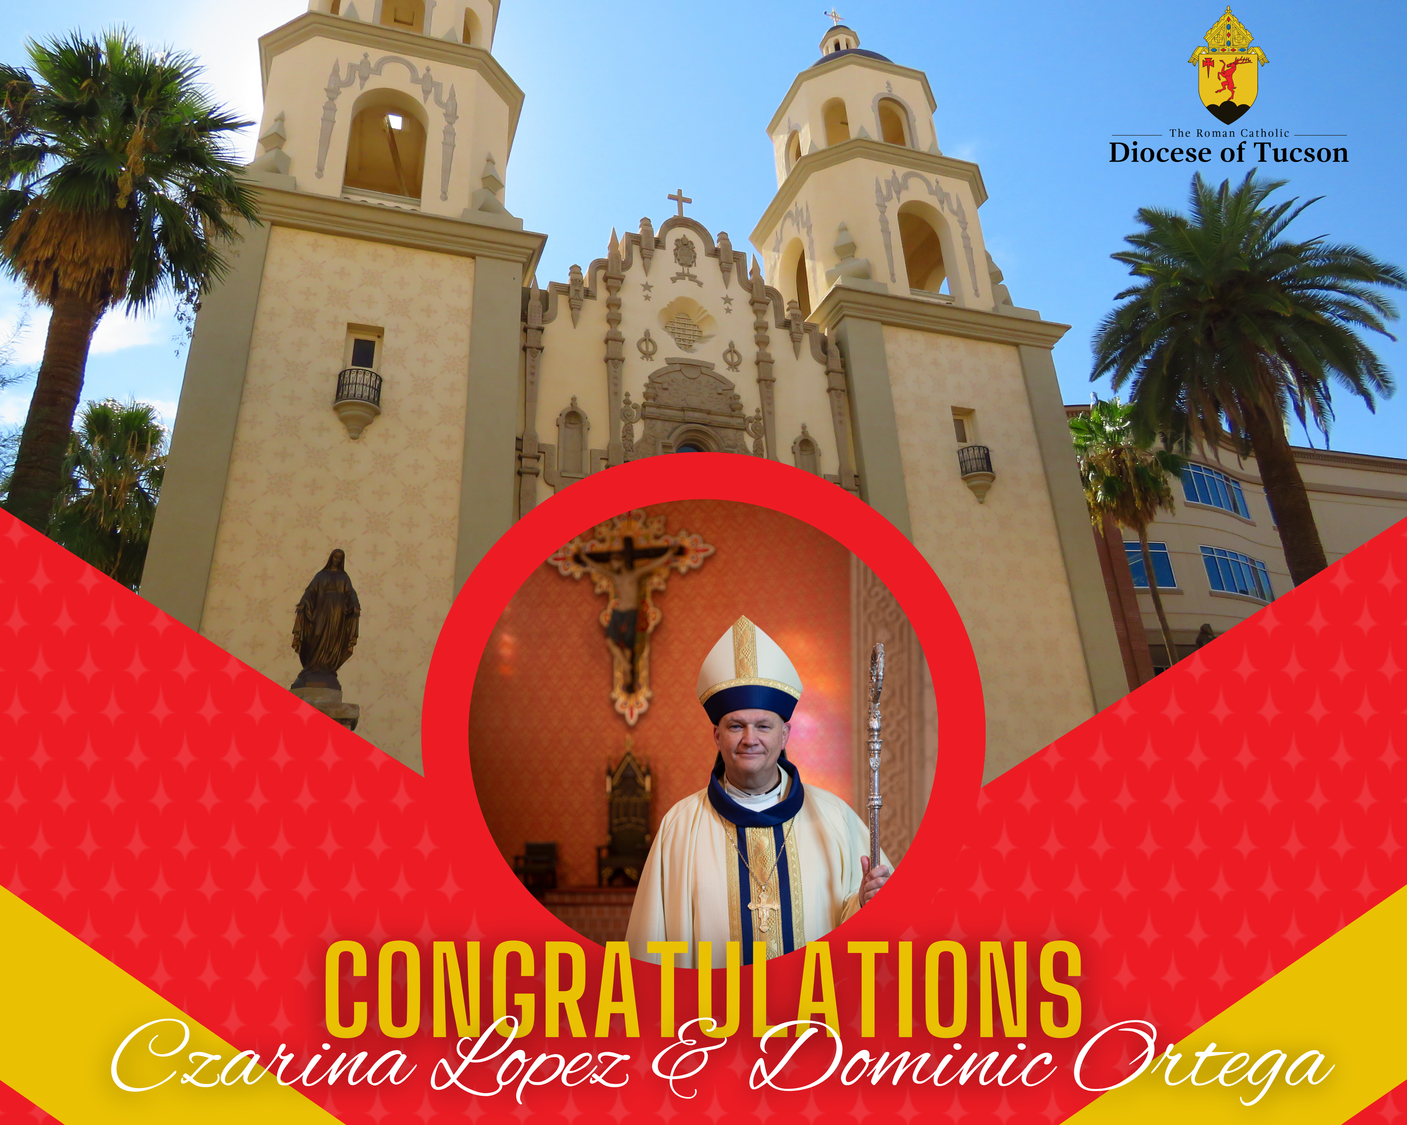 The Roman Catholic
Diocese of Tucson
CONGRATULATIONS
Czarina Lopez & Dominic Ortega